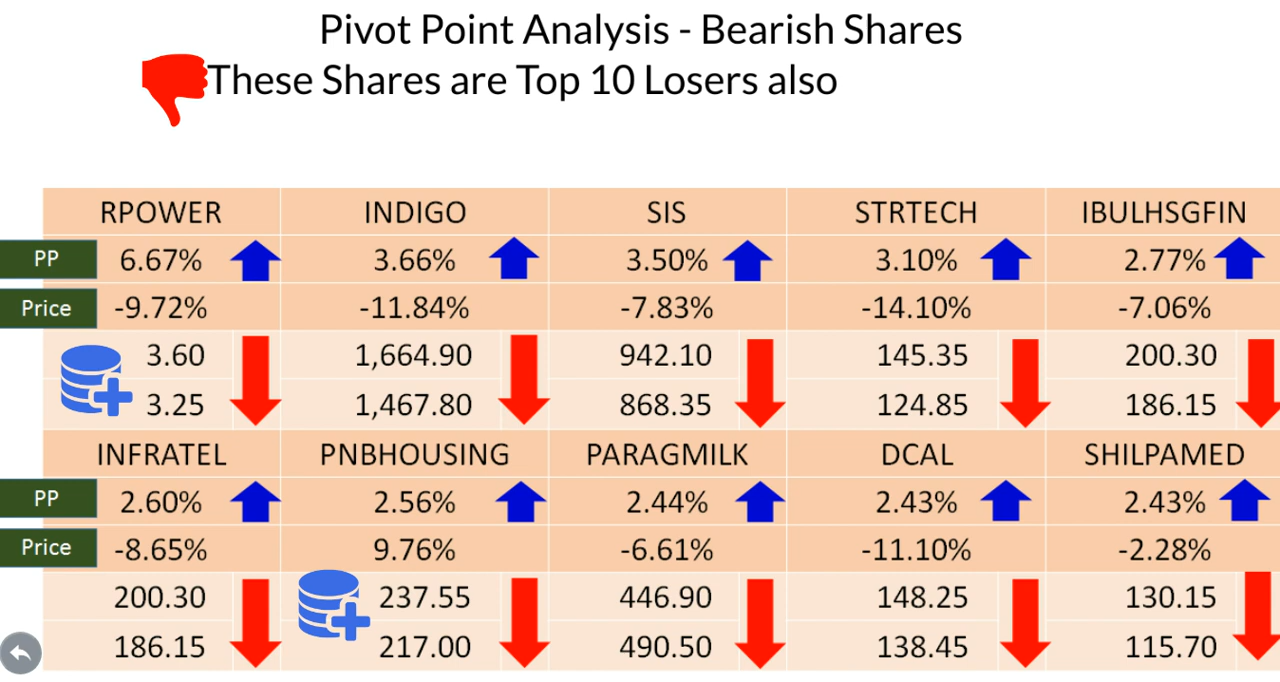 Pivot Point Analysis - Bearish Shares
These Shares are Top 10 Losers also
RPOWER INDIGO SIS STRTECH IBULHSGFIN
PP 6.67% 3.66% 3.50% 3.10% 2.77%
Price -9.72% -11.84% -7.83% -14.10% -7.06%
3.60 1,664.90 942.10 145.35 200.30
3.25 1,467.80 868.35 124.85 186.15
INFRATEL PNBHOUSING PARAGMILK DCAL SHILPAMED
PP 2.60% 2.56% 2.44% 2.43% 2.43%
Price -8.65% 9.76% -6.61% -11.10% -2.28%
200.30 237.55 446.90 148.25 130.15
186.15 217.00 490.50 138.45 115.70